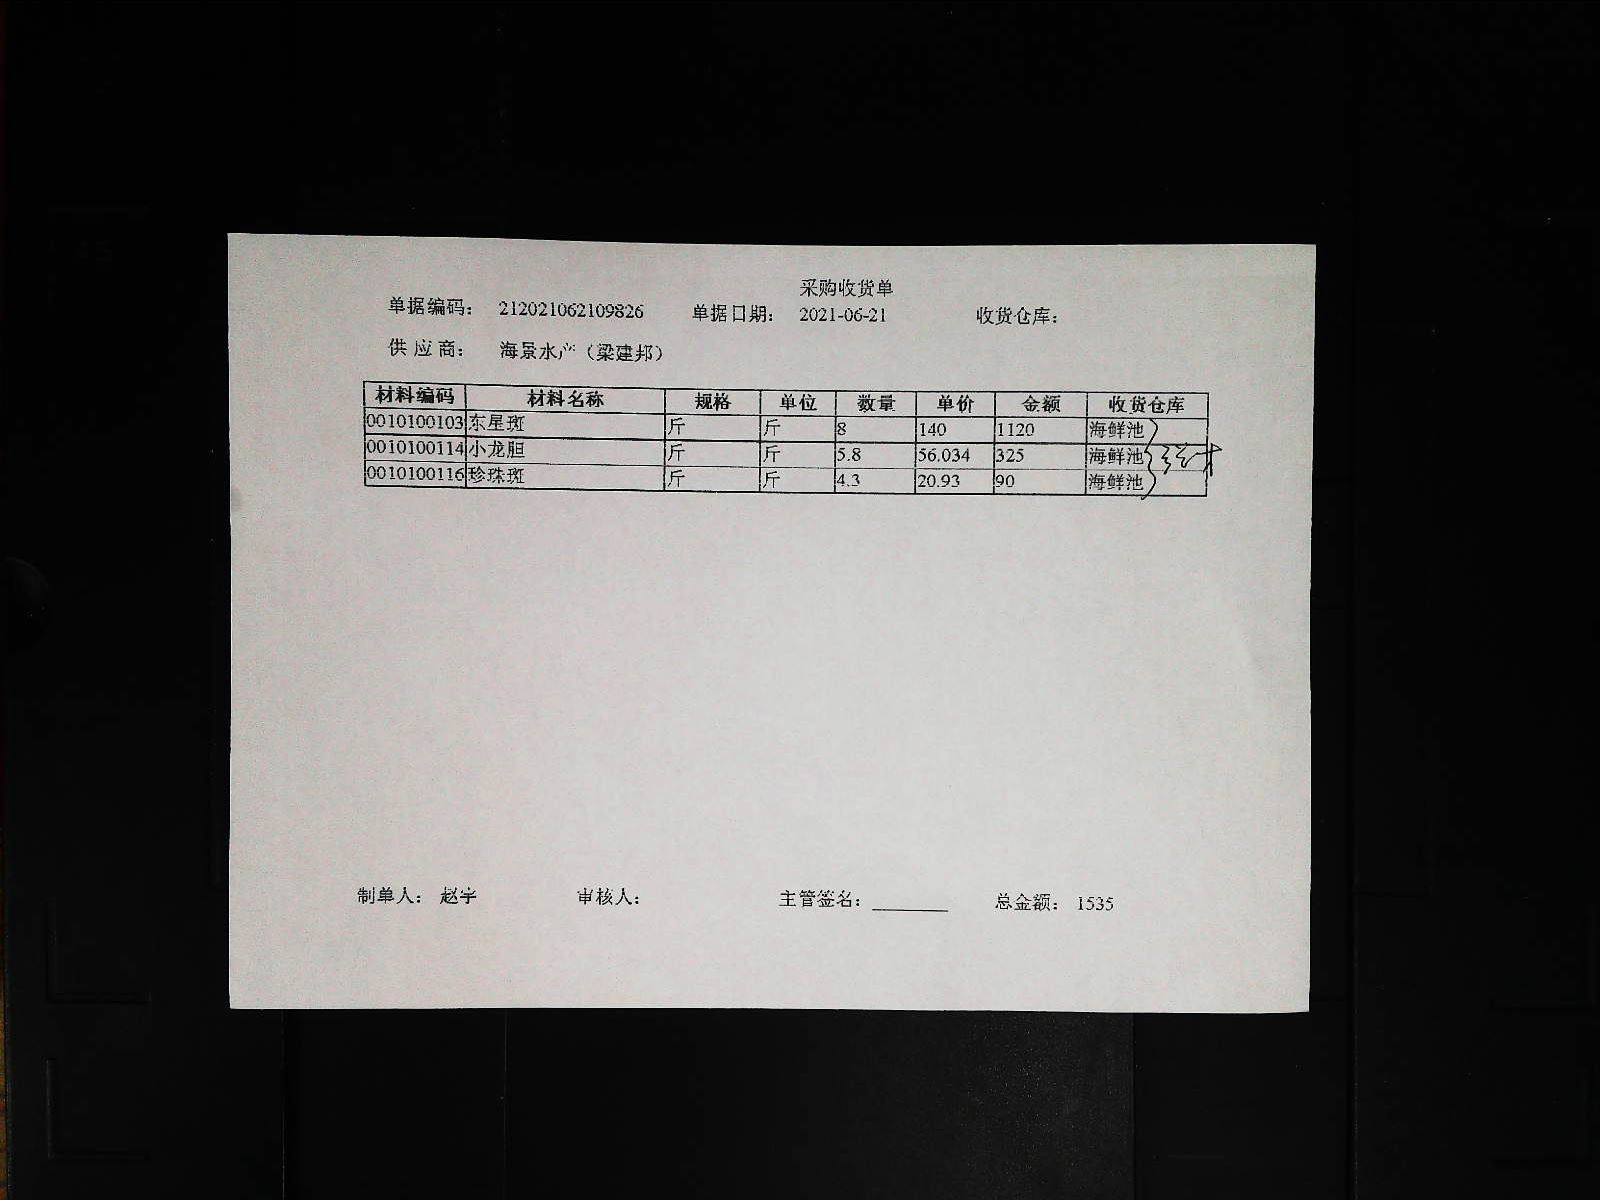 采购收货单
单据编码: 212021062109826 单据日期: 2021-06-21 收货仓库:
供 应 商: 海景水产（梁建邦）
材料编码 材料名称 规格 单位 数量 单价 金额 收货仓库
0010100103 东星斑 斤 斤 8 140 1120 海鲜池
0010100114 小龙胆 斤 斤 5.8 56.034 325 海鲜池
0010100116 珍珠斑 斤 斤 4.3 20.93 90 海鲜池
制单人: 赵宇 审核人: 主管签名: 总金额: 1535